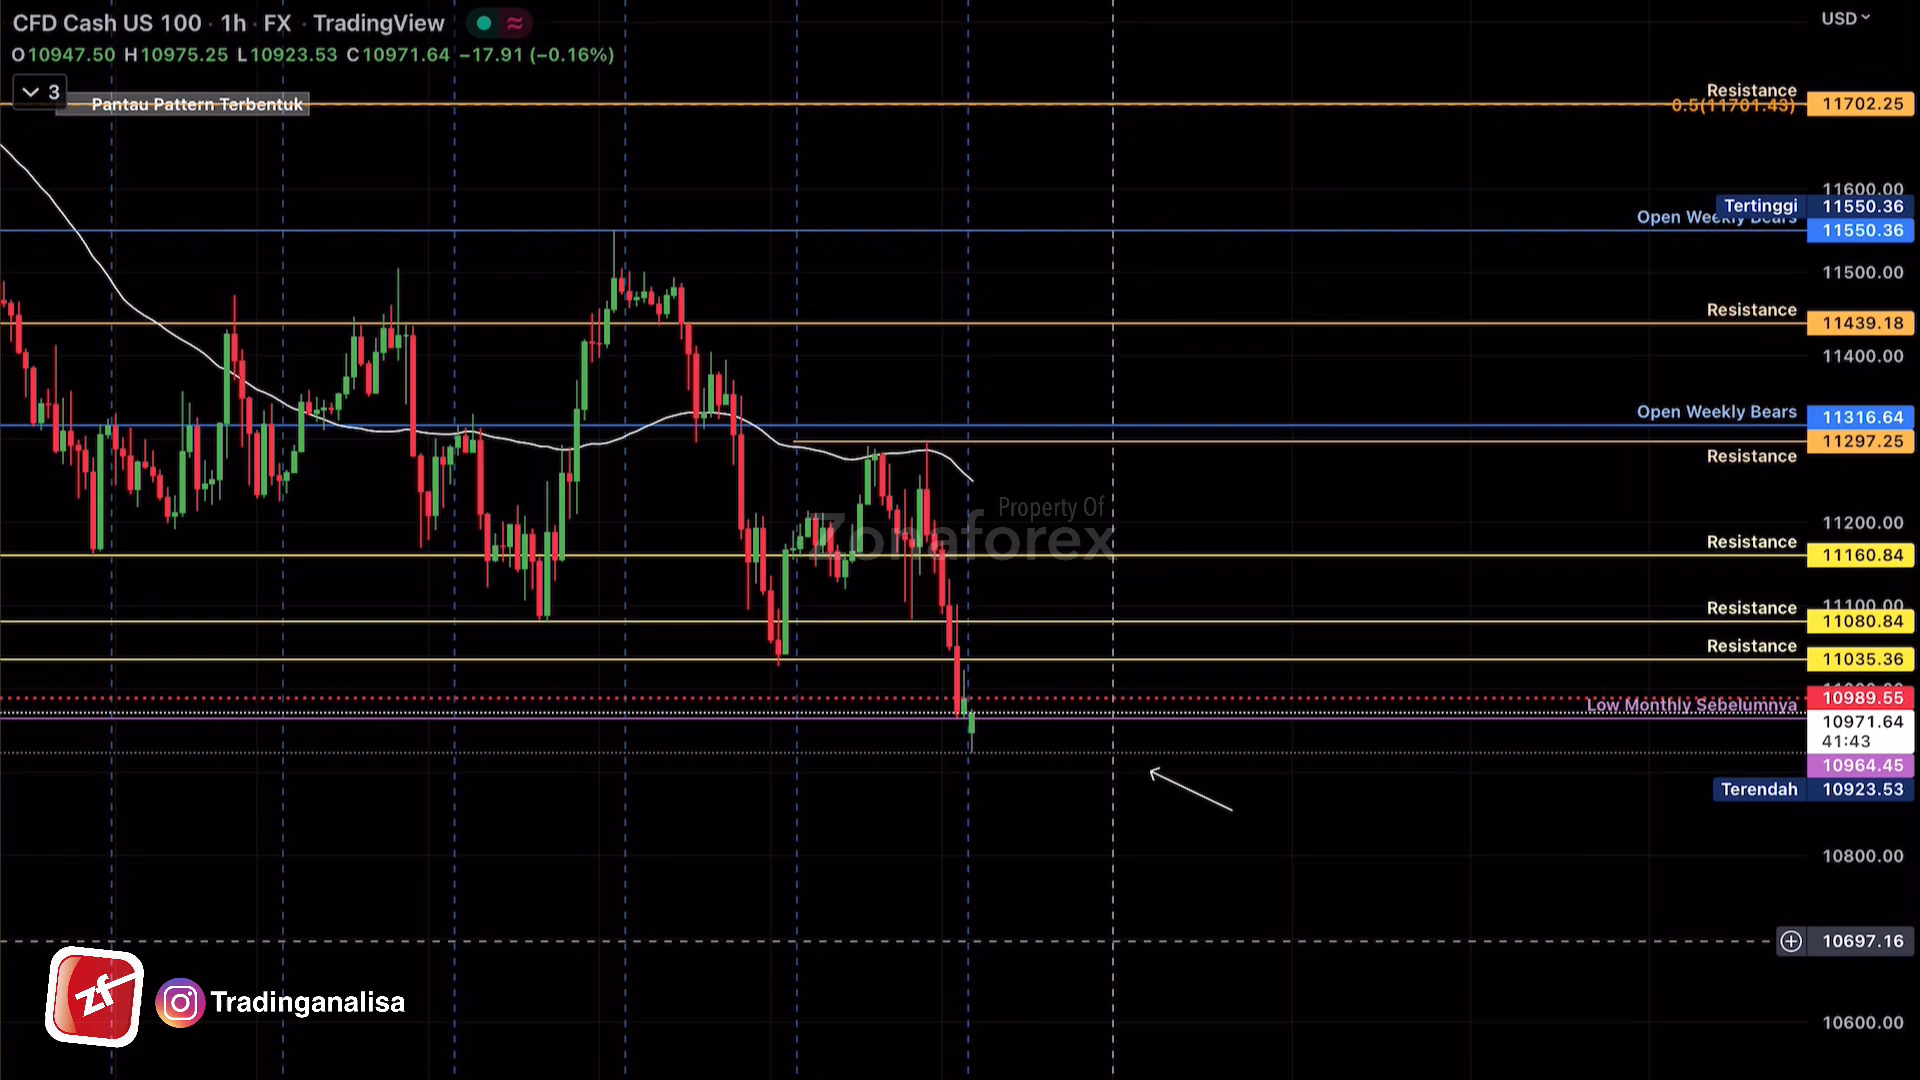 CFD Cash US 100 · 1h · FX · TradingView
USD
O10947.50 H10975.25 L10923.53 C10971.64 −17.91 (−0.16%)
3
Pantau Pattern Terbentuk
Resistance
0.5(11701.43)
11702.25
11600.00
Tertinggi 11550.36
Open Weekly Bears
11550.36
11500.00
Resistance
11439.18
11400.00
Open Weekly Bears
11316.64
11297.25
Resistance
Property Of
Zonaforex
11200.00
Resistance
11160.84
11100.00
Resistance
11080.84
Resistance
11035.36
10989.55
Low Monthly Sebelumnya
10971.64
41:43
10964.45
Terendah 10923.53
10800.00
10697.16
zf
Tradinganalisa
10600.00